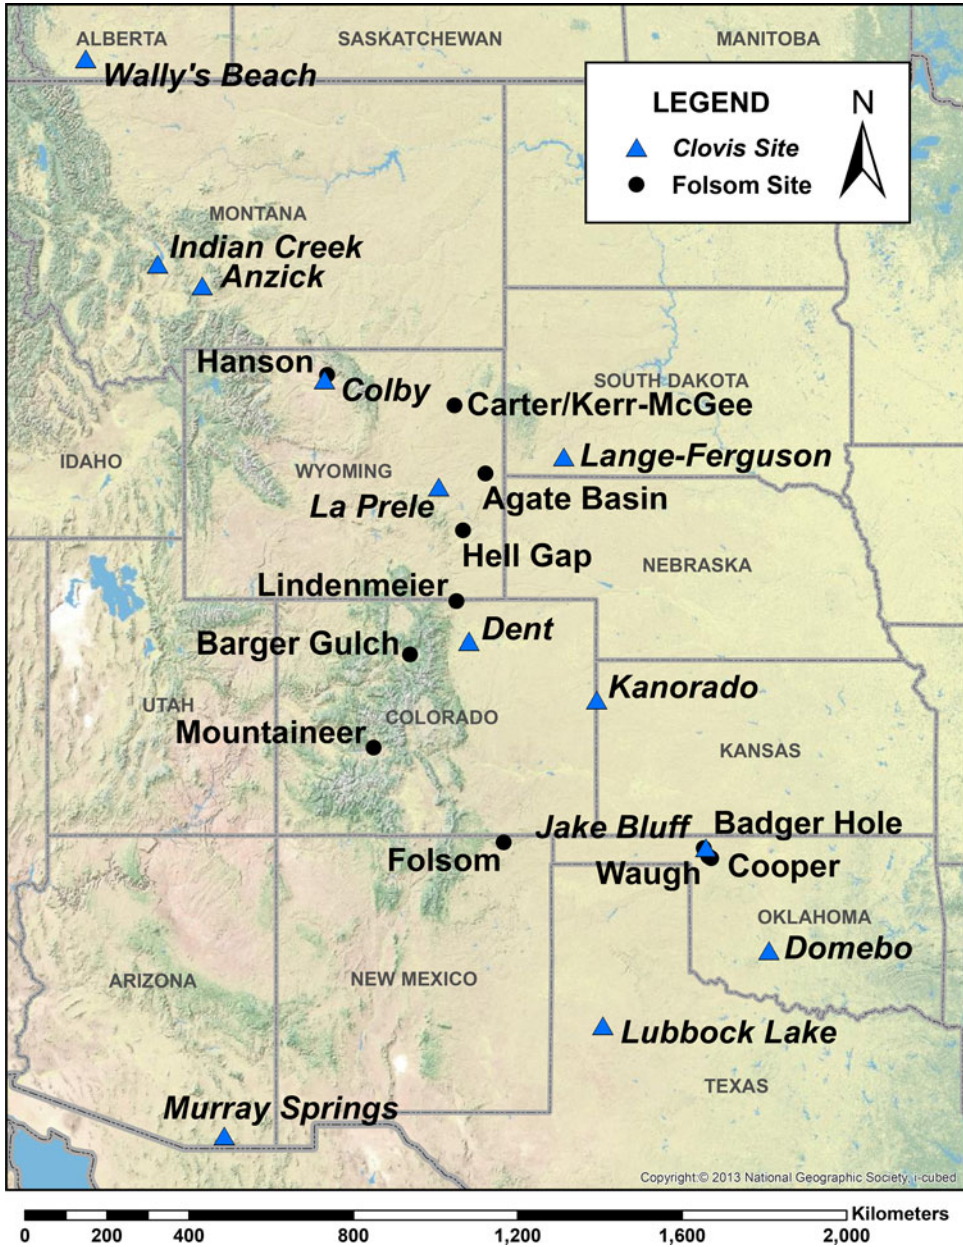 ALBERTA
SASKATCHEWAN
MANITOBA
Wally's Beach
LEGEND
N
Clovis Site
Folsom Site
MONTANA
Indian Creek
Anzick
Hanson
Colby
SOUTH DAKOTA
Carter/Kerr-McGee
IDAHO
WYOMING
Lange-Ferguson
La Prele
Agate Basin
Hell Gap
NEBRASKA
Lindenmeier
Dent
Barger Gulch
Kanorado
UTAH
COLORADO
Mountaineer
KANSAS
Jake Bluff
Badger Hole
Folsom
Waugh
Cooper
OKLAHOMA
Domebo
ARIZONA
NEW MEXICO
Lubbock Lake
TEXAS
Murray Springs
Copyright:© 2013 National Geographic Society, i-cubed
Kilometers
0 200 400 800 1,200 1,600 2,000